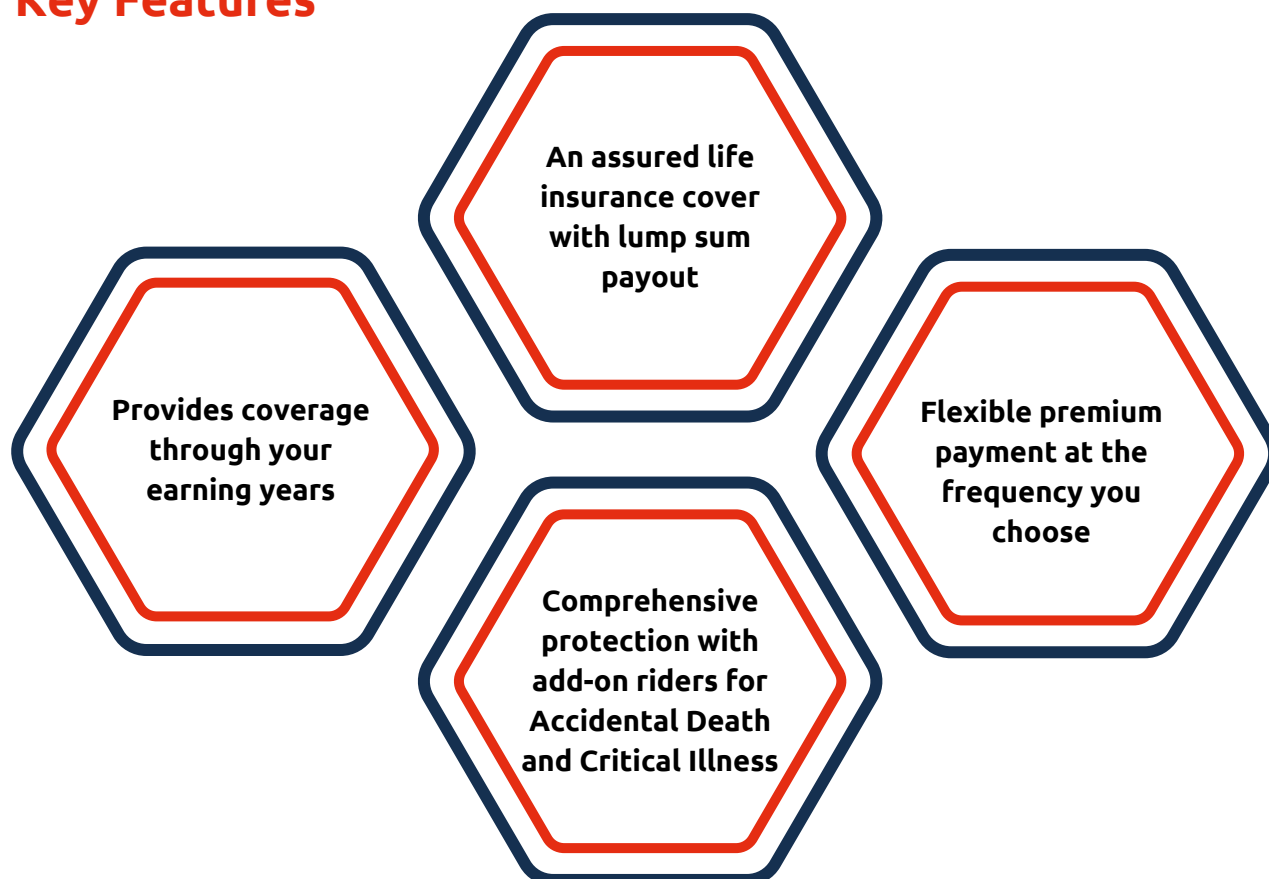 Key Features
An assured life
insurance cover
with lump sum
payout
Provides coverage
through your
earning years
Flexible premium
payment at the
frequency you
choose
Comprehensive
protection with
add-on riders for
Accidental Death
and Critical Illness